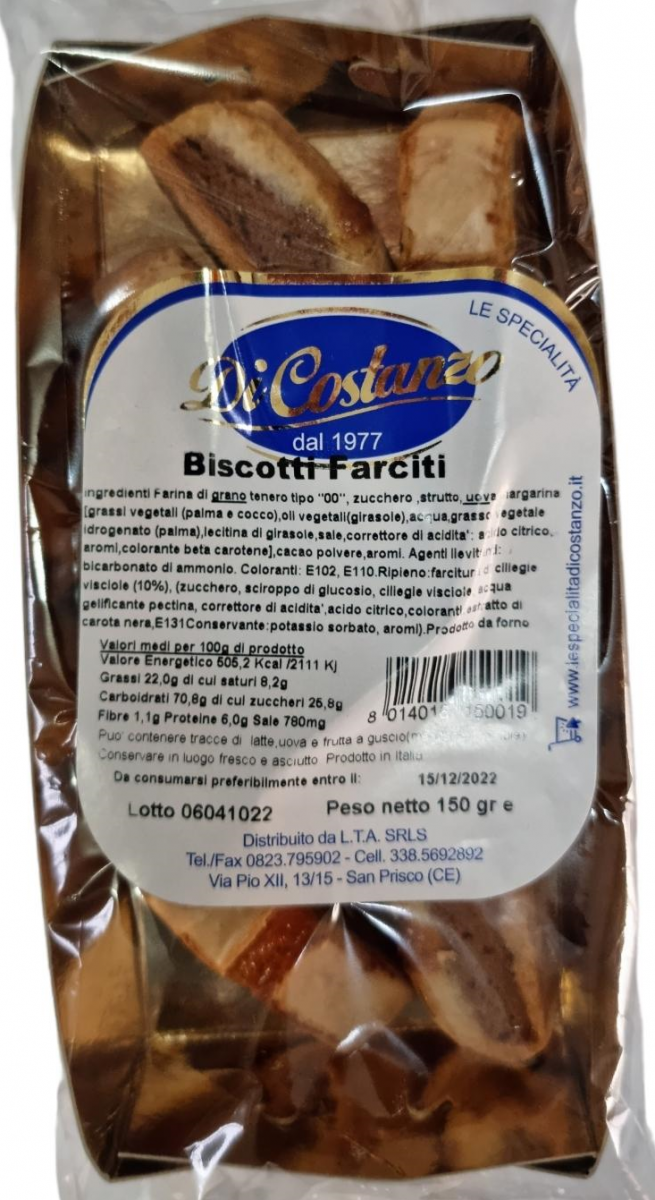 LE SPECIALITÀ
Di Costanzo
dal 1977
Biscotti Farciti
ingredienti Farina di grano tenero tipo "00", zucchero ,strutto, uova
[grassi vegetali (palma e cocco),oli vegetali(girasole),acqua,grasso vegetale
idrogenato (palma),lecitina di girasole,sale,correttore di acidita': acido citrico,
aromi,colorante beta carotene],cacao polvere,aromi. Agenti
bicarbonato di ammonio. Coloranti: E102, E110.Ripieno: ciliegie
visciole (10%), (zucchero, sciroppo di glucosio, ciliegie visciole, acqua
gelificante pectina, correttore di acidita',acido citrico,coloranti estratto di
carota nera,E131Conservante:potassio sorbato, aromi).Prodotto da forno
Valori medi per 100g di prodotto
Valore Energetico 505,2 Kcal /2111 Kj
Grassi 22,0g di cui saturi 8,2g
Carboidrati 70,8g di cui zuccheri 25,8g
Fibre 1,1g Proteine 6,0g Sale 780mg
Puo' contenere tracce di latte,uova e frutta a guscio
Conservare in luogo fresco e asciutto Prodotto in Italia
Da consumarsi preferibilmente entro il: 15/12/2022
Lotto 06041022 Peso netto 150 gr e
Distribuito da L.T.A. SRLS
Tel./Fax 0823.795902 - Cell. 338.5692892
Via Pio XII, 13/15 - San Prisco (CE)
www.lespecialitadicostanzo.it